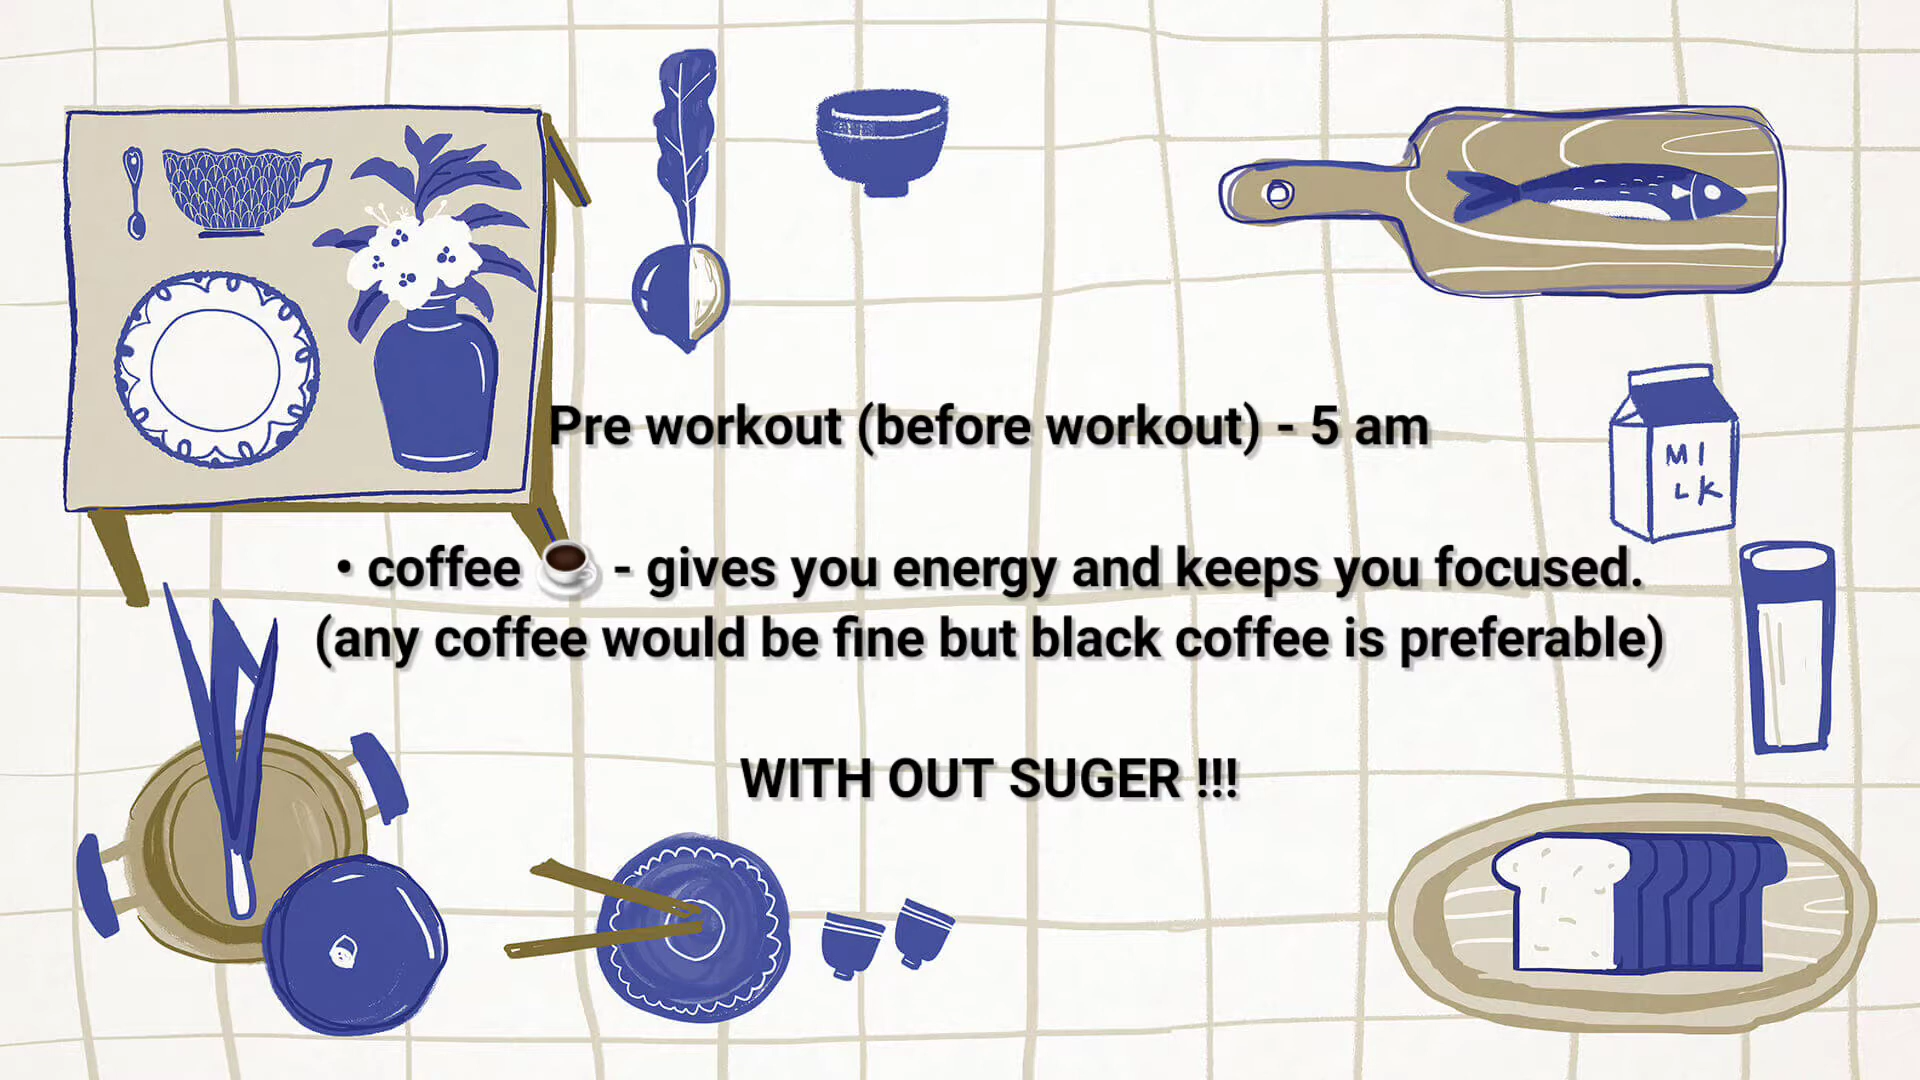 Pre workout (before workout) - 5 am
• coffee ☕ - gives you energy and keeps you focused.
(any coffee would be fine but black coffee is preferable)
WITH OUT SUGER !!!
MI
LK